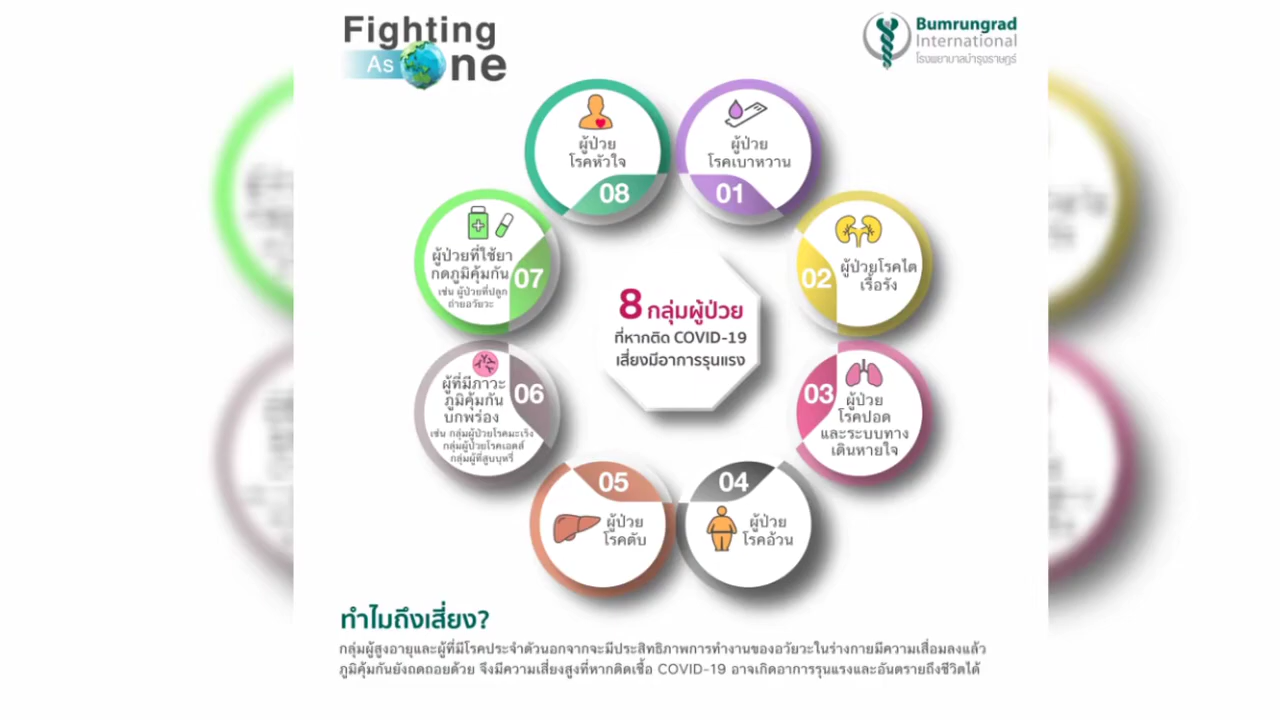 Fighting
As One
Bumrungrad
International
โรงพยาบาลบำรุงราษฎร์
8 กลุ่มผู้ป่วย
ที่หากติด COVID-19
เสี่ยงมีอาการรุนแรง
ผู้ป่วย
โรคเบาหวาน
01
02
ผู้ป่วยโรคไต
เรื้อรัง
03
ผู้ป่วย
โรคปอด
และระบบทาง
เดินหายใจ
04
ผู้ป่วย
โรคอ้วน
05
ผู้ป่วย
โรคตับ
06
ผู้ที่มีภาวะ
ภูมิคุ้มกัน
บกพร่อง
เช่น กลุ่มผู้ป่วยโรคมะเร็ง
กลุ่มผู้ป่วยโรคเอดส์
กลุ่มผู้ที่สูบบุหรี่
07
ผู้ป่วยที่ใช้ยา
กดภูมิคุ้มกัน
เช่น ผู้ป่วยที่ปลูก
ถ่ายอวัยวะ
ผู้ป่วย
โรคหัวใจ
08
ทำไมถึงเสี่ยง?
กลุ่มผู้สูงอายุและผู้ที่มีโรคประจำตัวนอกจากจะมีประสิทธิภาพการทำงานของอวัยวะในร่างกายมีความเสื่อมลงแล้ว
ภูมิคุ้มกันยังถดถอยด้วย จึงมีความเสี่ยงสูงที่หากติดเชื้อ COVID-19 อาจเกิดอาการรุนแรงและอันตรายถึงชีวิตได้